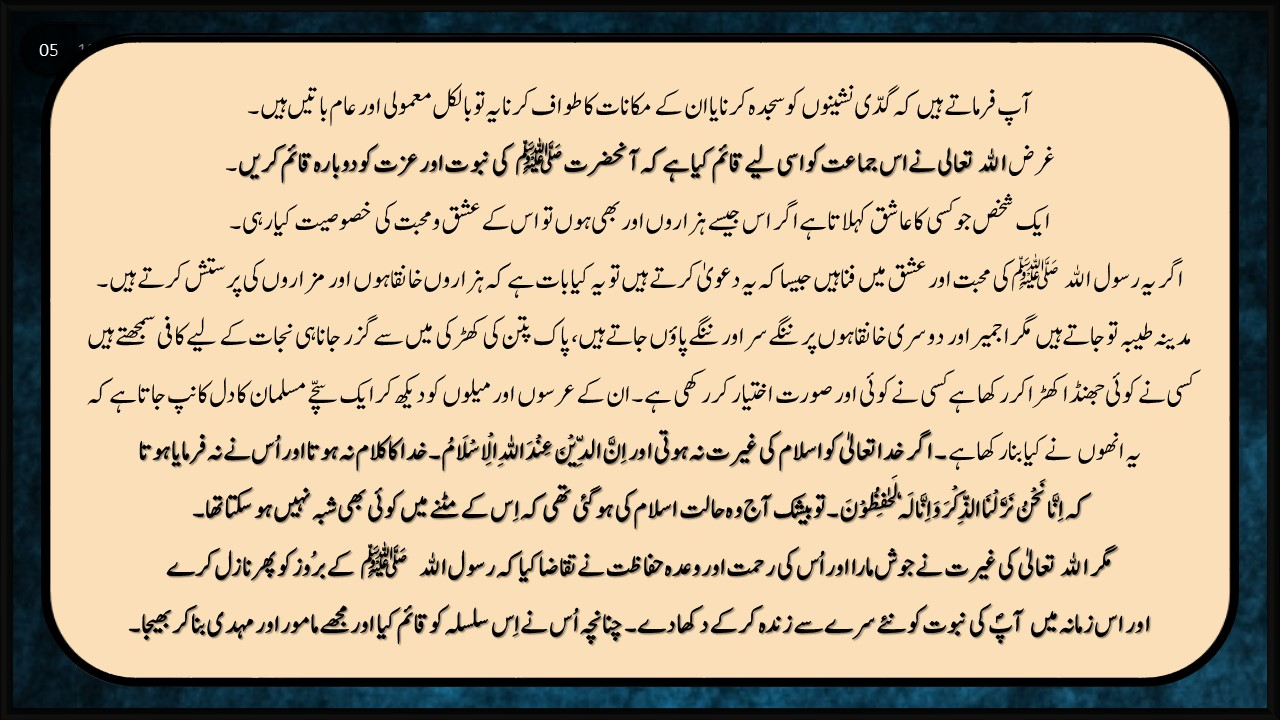 05
آپ فرماتے ہیں کہ گدّی نشینوں کو سجدہ کرنا یا ان کے مکانات کا طواف کرنا یہ تو بالکل معمولی اور عام باتیں ہیں۔
غرض اللہ تعالی نے اس جماعت کو اسی لیے قائم کیا ہے کہ آنحضرت ﷺ کی نبوت اور عزت کو دوبارہ قائم کریں۔
ایک شخص جو کسی کا عاشق کہلاتا ہے اگر اس جیسے ہزاروں اور بھی ہوں تو اس کے عشق و محبت کی خصوصیت کیا رہی۔
اگر یہ رسول اللہ ﷺ کی محبت اور عشق میں فنا ہیں جیسا کہ یہ دعویٰ کرتے ہیں تو یہ کیا بات ہے کہ ہزاروں خانقاہوں اور مزاروں کی پرستش کرتے ہیں۔
مدینہ طیبہ تو جاتے ہیں مگر اجمیر اور دوسری خانقاہوں پر ننگے سر اور ننگے پاؤں جاتے ہیں، پاک پتن کی کھڑکی میں سے گزر جانا ہی نجات کے لیے کافی سمجھتے ہیں
کسی نے کوئی جھنڈا کھڑا کر رکھا ہے کسی نے کوئی اور صورت اختیار کر رکھی ہے۔ ان کے عرسوں اور میلوں کو دیکھ کر ایک سچّے مسلمان کا دل کانپ جاتا ہے کہ
یہ انھوں نے کیا بنا رکھا ہے۔ اگر خدا تعالیٰ کو اسلام کی غیرت نہ ہوتی اور اِنَّ الدِّیۡنَ عِنۡدَ اللّٰہِ الۡاِسۡلَامُ۔ خدا کا کلام نہ ہوتا اور اُس نے نہ فرمایا ہوتا
کہ اِنَّا نَحۡنُ نَزَّلۡنَا الذِّکۡرَ وَ اِنَّا لَہٗ لَحٰفِظُوۡنَ۔ تو بیشک آج وہ حالت اسلام کی ہو گئی تھی کہ اِس کے مٹنے میں کوئی بھی شبہ نہیں ہو سکتا تھا۔
مگر اللہ تعالیٰ کی غیرت نے جوش مارا اور اُس کی رحمت اور وعدہ حفاظت نے تقاضا کیا کہ رسول اللہ ﷺ کے برُوز کو پھر نازل کرے
اور اس زمانہ میں آپؐ کی نبوت کو نئے سرے سے زندہ کر کے دکھا دے۔ چنانچہ اُس نے اِس سلسلہ کو قائم کیا اور مجھے مامور اور مہدی بنا کر بھیجا۔